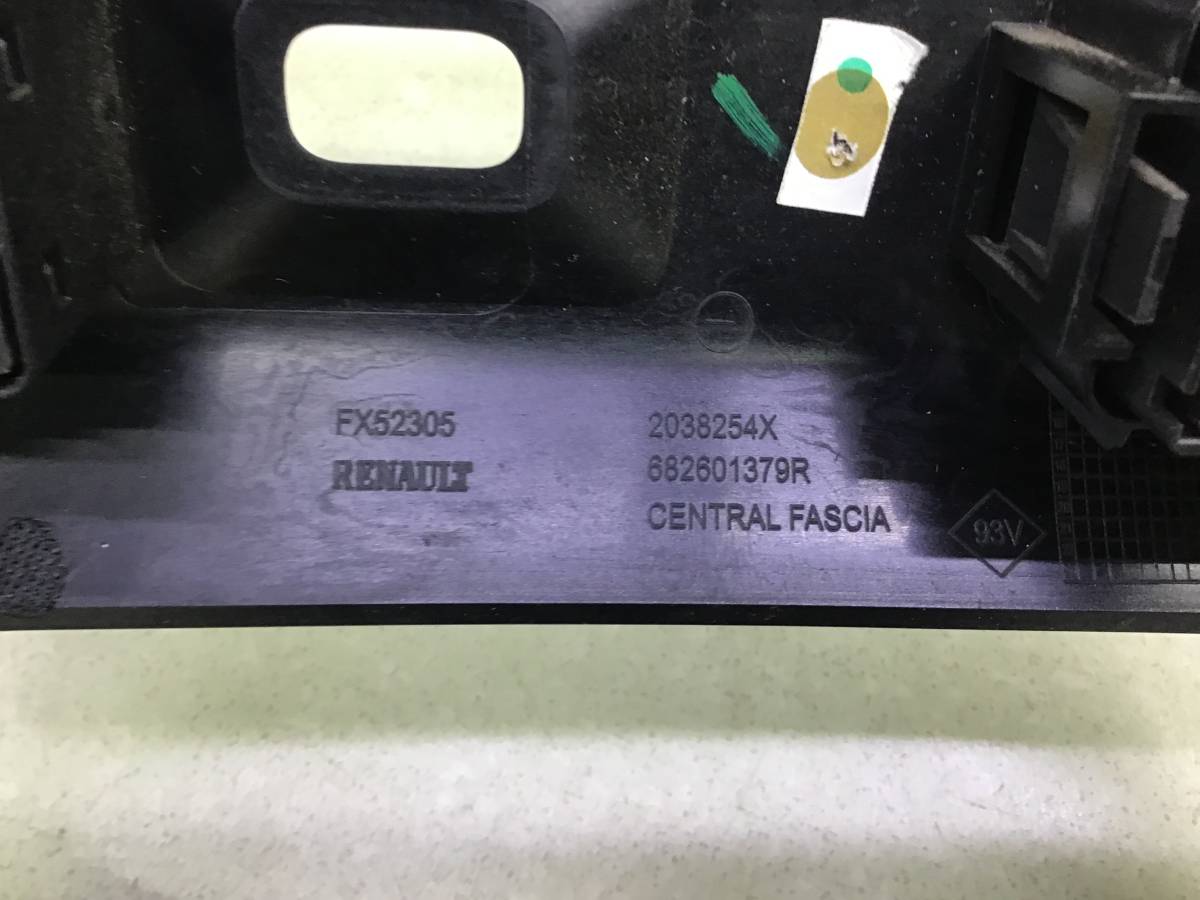 FX52305
RENAULT
2038254X
682601379R
CENTRAL FASCIA
93V